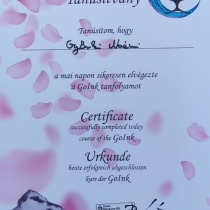 Tanúsítvány
Tanúsítom, hogy
a mai napon sikeresen elvégezte
a GoInk tanfolyamot
Certificate
successfully completed today
course of the GoInk
Urkunde
heute erfolgreich abgeschlossen
kurs der GoInk